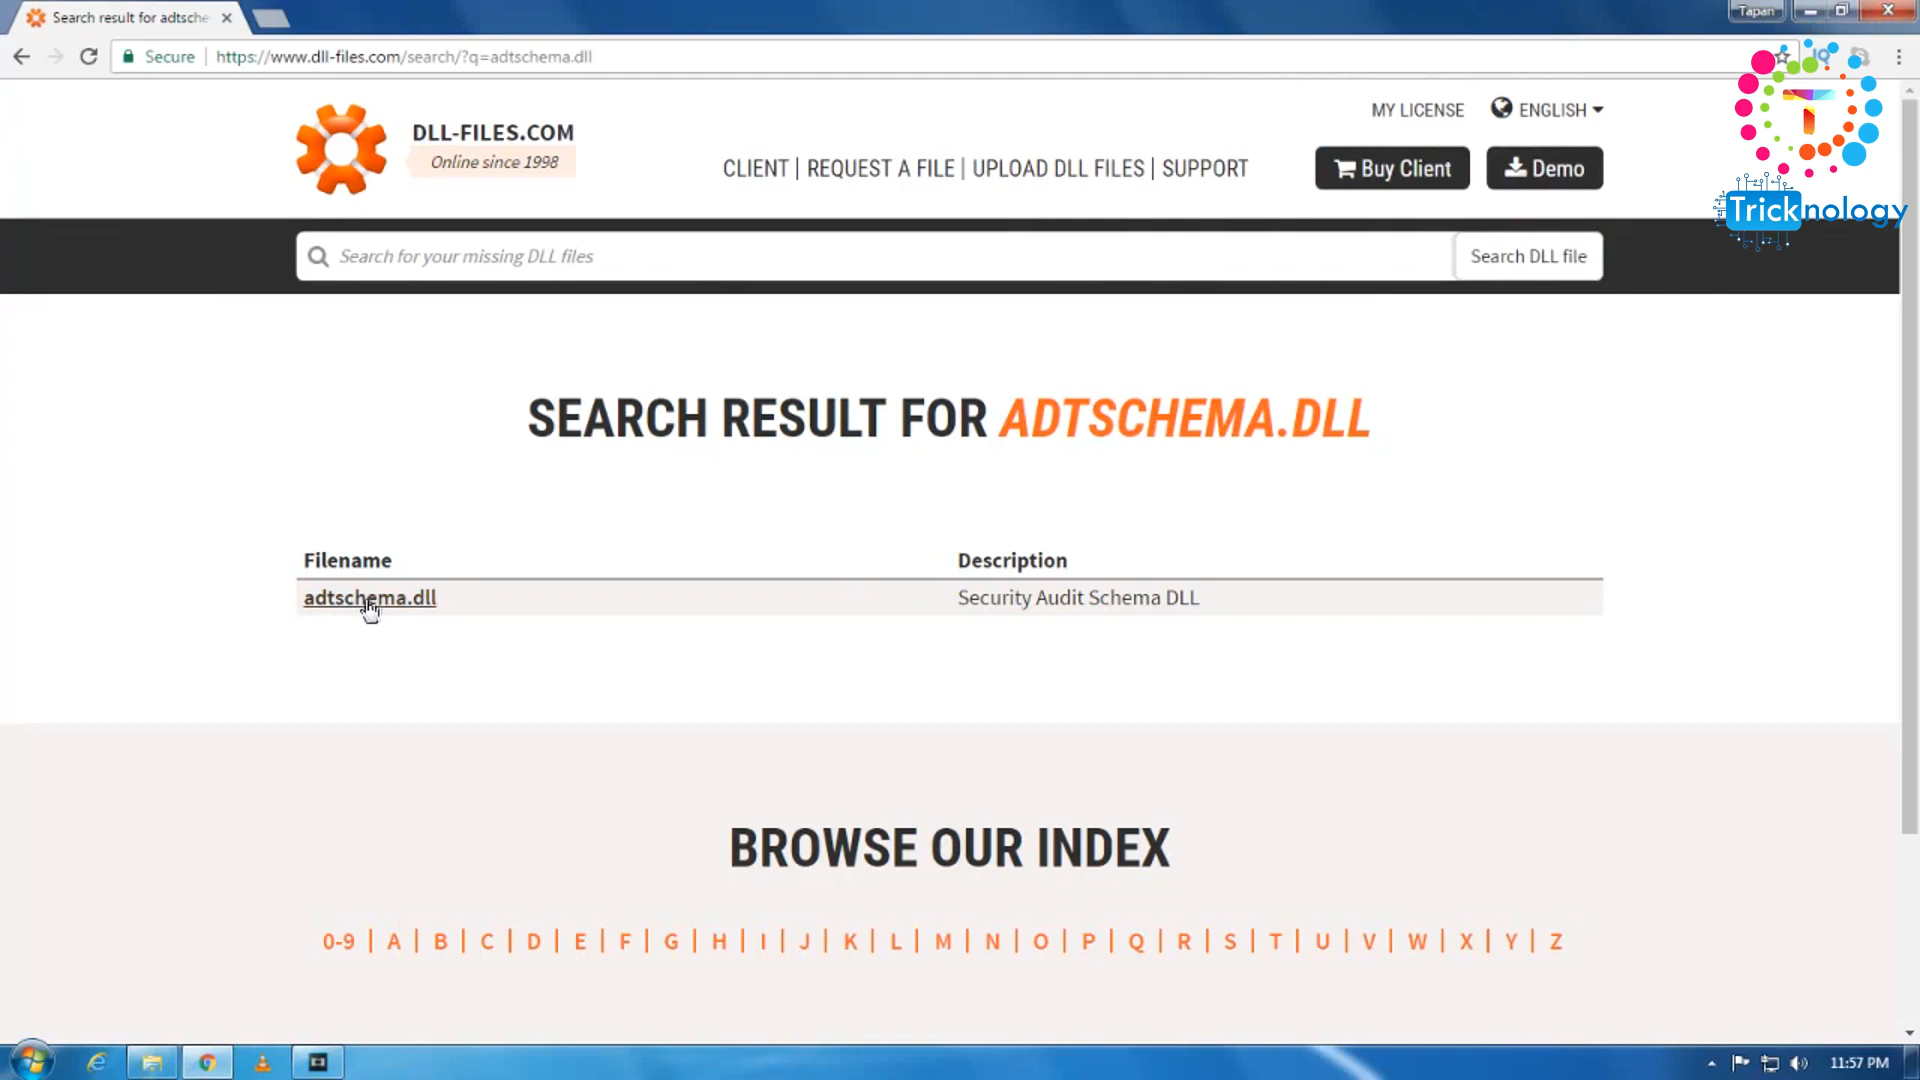 Search result for adtsche
Tapan
Secure https://www.dll-files.com/search/?q=adtschema.dll
MY LICENSE ENGLISH
DLL-FILES.COM
Online since 1998
CLIENT | REQUEST A FILE | UPLOAD DLL FILES | SUPPORT
Buy Client Demo
Tricknology
Search for your missing DLL files Search DLL file
SEARCH RESULT FOR ADTSCHEMA.DLL
Filename Description
adtschema.dll Security Audit Schema DLL
BROWSE OUR INDEX
0-9 | A | B | C | D | E | F | G | H | I | J | K | L | M | N | O | P | Q | R | S | T | U | V | W | X | Y | Z
11:57 PM